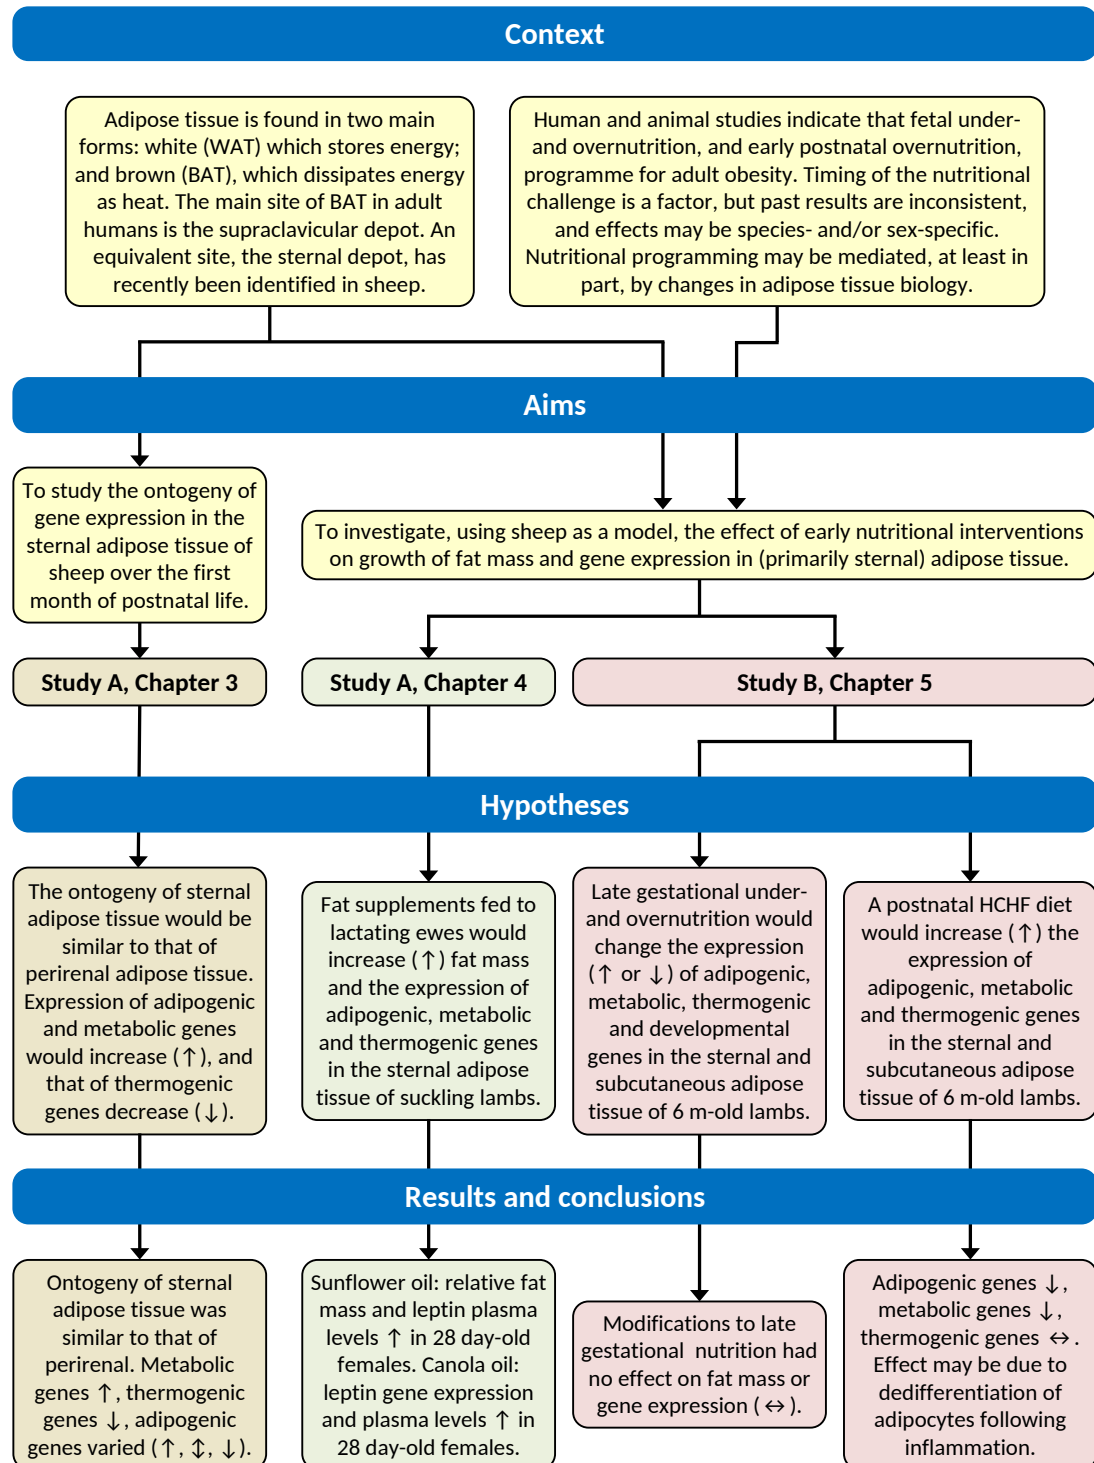 Context
Adipose tissue is found in two main
forms: white (WAT) which stores energy;
and brown (BAT), which dissipates energy
as heat. The main site of BAT in adult
humans is the supraclavicular depot. An
equivalent site, the sternal depot, has
recently been identified in sheep.
Human and animal studies indicate that fetal under-
and overnutrition, and early postnatal overnutrition,
programme for adult obesity. Timing of the nutritional
challenge is a factor, but past results are inconsistent,
and effects may be species- and/or sex-specific.
Nutritional programming may be mediated, at least in
part, by changes in adipose tissue biology.
Aims
To study the ontogeny of
gene expression in the
sternal adipose tissue of
sheep over the first
month of postnatal life.
To investigate, using sheep as a model, the effect of early nutritional interventions
on growth of fat mass and gene expression in (primarily sternal) adipose tissue.
Study A, Chapter 3
Study A, Chapter 4
Study B, Chapter 5
Hypotheses
The ontogeny of sternal
adipose tissue would be
similar to that of
perirenal adipose tissue.
Expression of adipogenic
and metabolic genes
would increase (↑), and
that of thermogenic
genes decrease (↓).
Fat supplements fed to
lactating ewes would
increase (↑) fat mass
and the expression of
adipogenic, metabolic
and thermogenic genes
in the sternal adipose
tissue of suckling lambs.
Late gestational under-
and overnutrition would
change the expression
(↑ or ↓) of adipogenic,
metabolic, thermogenic
and developmental
genes in the sternal and
subcutaneous adipose
tissue of 6 m-old lambs.
A postnatal HCHF diet
would increase (↑) the
expression of
adipogenic, metabolic
and thermogenic genes
in the sternal and
subcutaneous adipose
tissue of 6 m-old lambs.
Results and conclusions
Ontogeny of sternal
adipose tissue was
similar to that of
perirenal. Metabolic
genes ↑, thermogenic
genes ↓, adipogenic
genes varied (↑, ↕, ↓).
Sunflower oil: relative fat
mass and leptin plasma
levels ↑ in 28 day-old
females. Canola oil:
leptin gene expression
and plasma levels ↑ in
28 day-old females.
Modifications to late
gestational nutrition had
no effect on fat mass or
gene expression (↔).
Adipogenic genes ↓,
metabolic genes ↓,
thermogenic genes ↔.
Effect may be due to
dedifferentiation of
adipocytes following
inflammation.